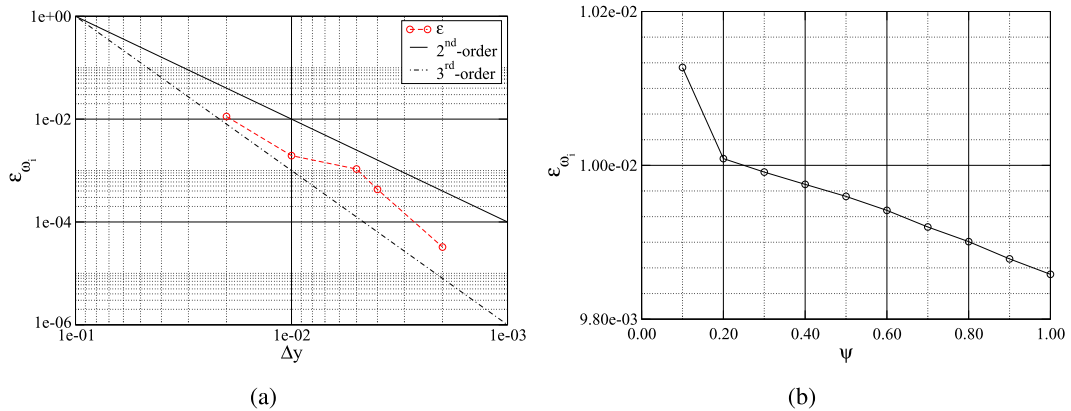 1e+00
1e-02
1e-04
1e-06
ε_ωi
1e-01
1e-02
1e-03
Δy
ε
2nd-order
3rd-order
(a)
1.02e-02
1.00e-02
9.80e-03
ε_ωi
0.00
0.20
0.40
0.60
0.80
1.00
ψ
(b)